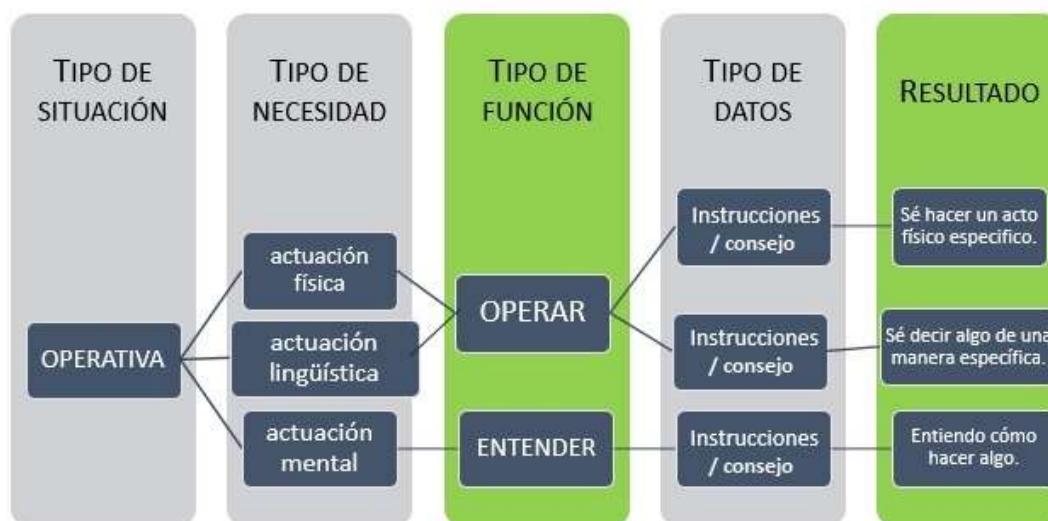 TIPO DE
SITUACIÓN
TIPO DE
NECESIDAD
TIPO DE
FUNCIÓN
TIPO DE
DATOS
RESULTADO
OPERATIVA
actuación
física
actuación
lingüística
actuación
mental
OPERAR
ENTENDER
Instrucciones
/ consejo
Instrucciones
/ consejo
Instrucciones
/ consejo
Sé hacer un acto
físico especifico.
Sé decir algo de una
manera específica.
Entiendo cómo
hacer algo.